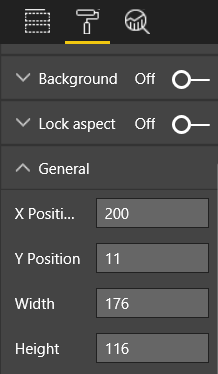 Background Off
Lock aspect Off
General
X Positi... 200
Y Position 11
Width 176
Height 116